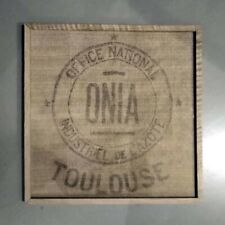 OFFICE NATIONAL
ONIA
INDUSTRIEL DE L'AZOTE
TOULOUSE